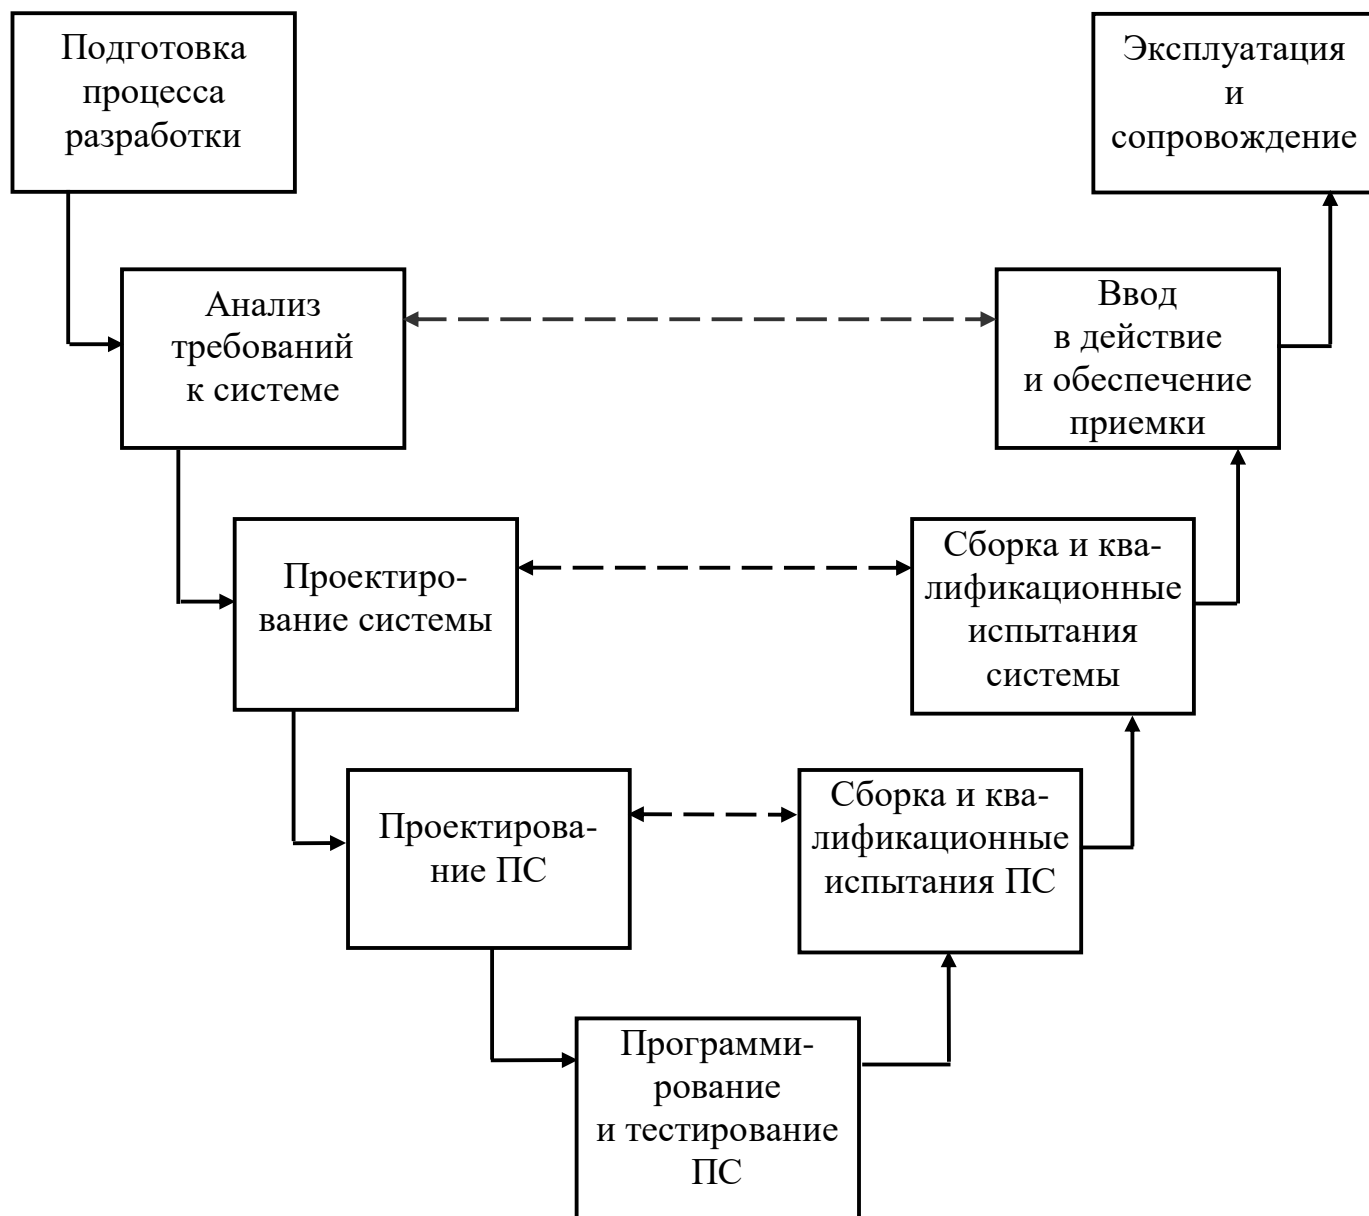 Подготовка
процесса
разработки
Эксплуатация
и
сопровождение
Анализ
требований
к системе
Ввод
в действие
и обеспечение
приемки
Проектиро-
вание системы
Сборка и ква-
лификационные
испытания
системы
Проектирова-
ние ПС
Сборка и ква-
лификационные
испытания ПС
Программи-
рование
и тестирование
ПС